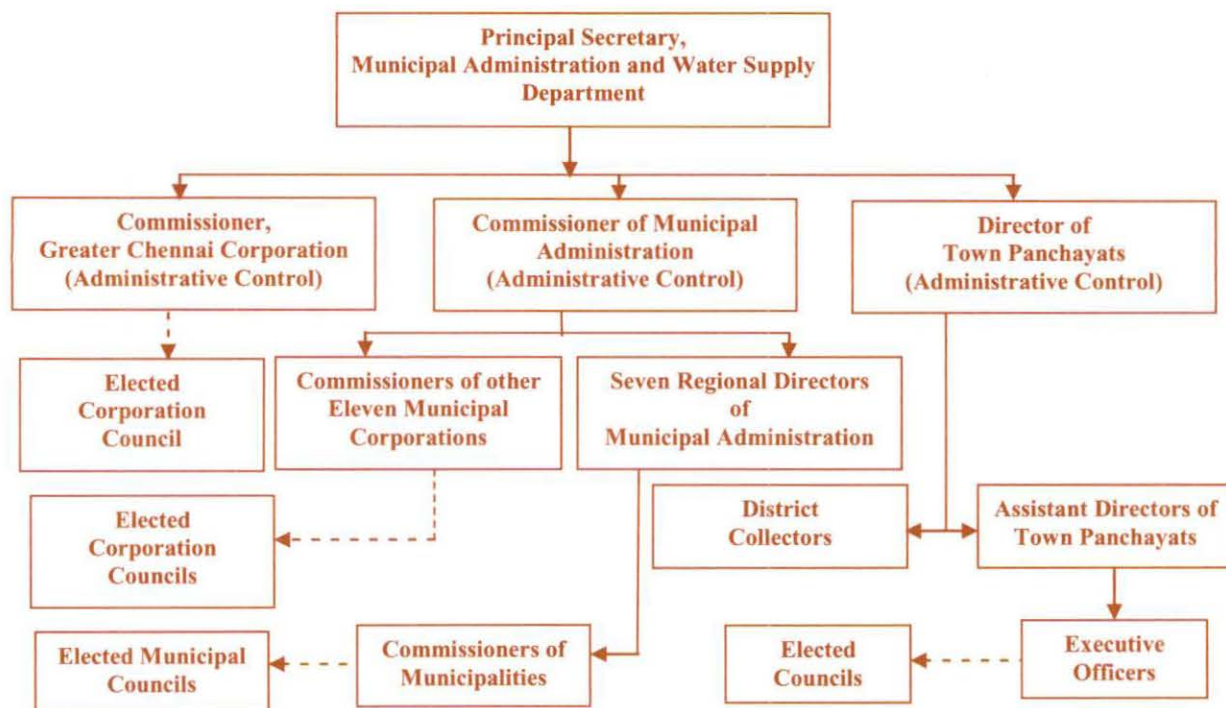 Principal Secretary,
Municipal Administration and Water Supply
Department
Commissioner,
Greater Chennai Corporation
(Administrative Control)
Commissioner of Municipal
Administration
(Administrative Control)
Director of
Town Panchayats
(Administrative Control)
Elected
Corporation
Council
Commissioners of other
Eleven Municipal
Corporations
Seven Regional Directors
of
Municipal Administration
Elected
Corporation
Councils
District
Collectors
Assistant Directors of
Town Panchayats
Elected Municipal
Councils
Commissioners of
Municipalities
Elected
Councils
Executive
Officers